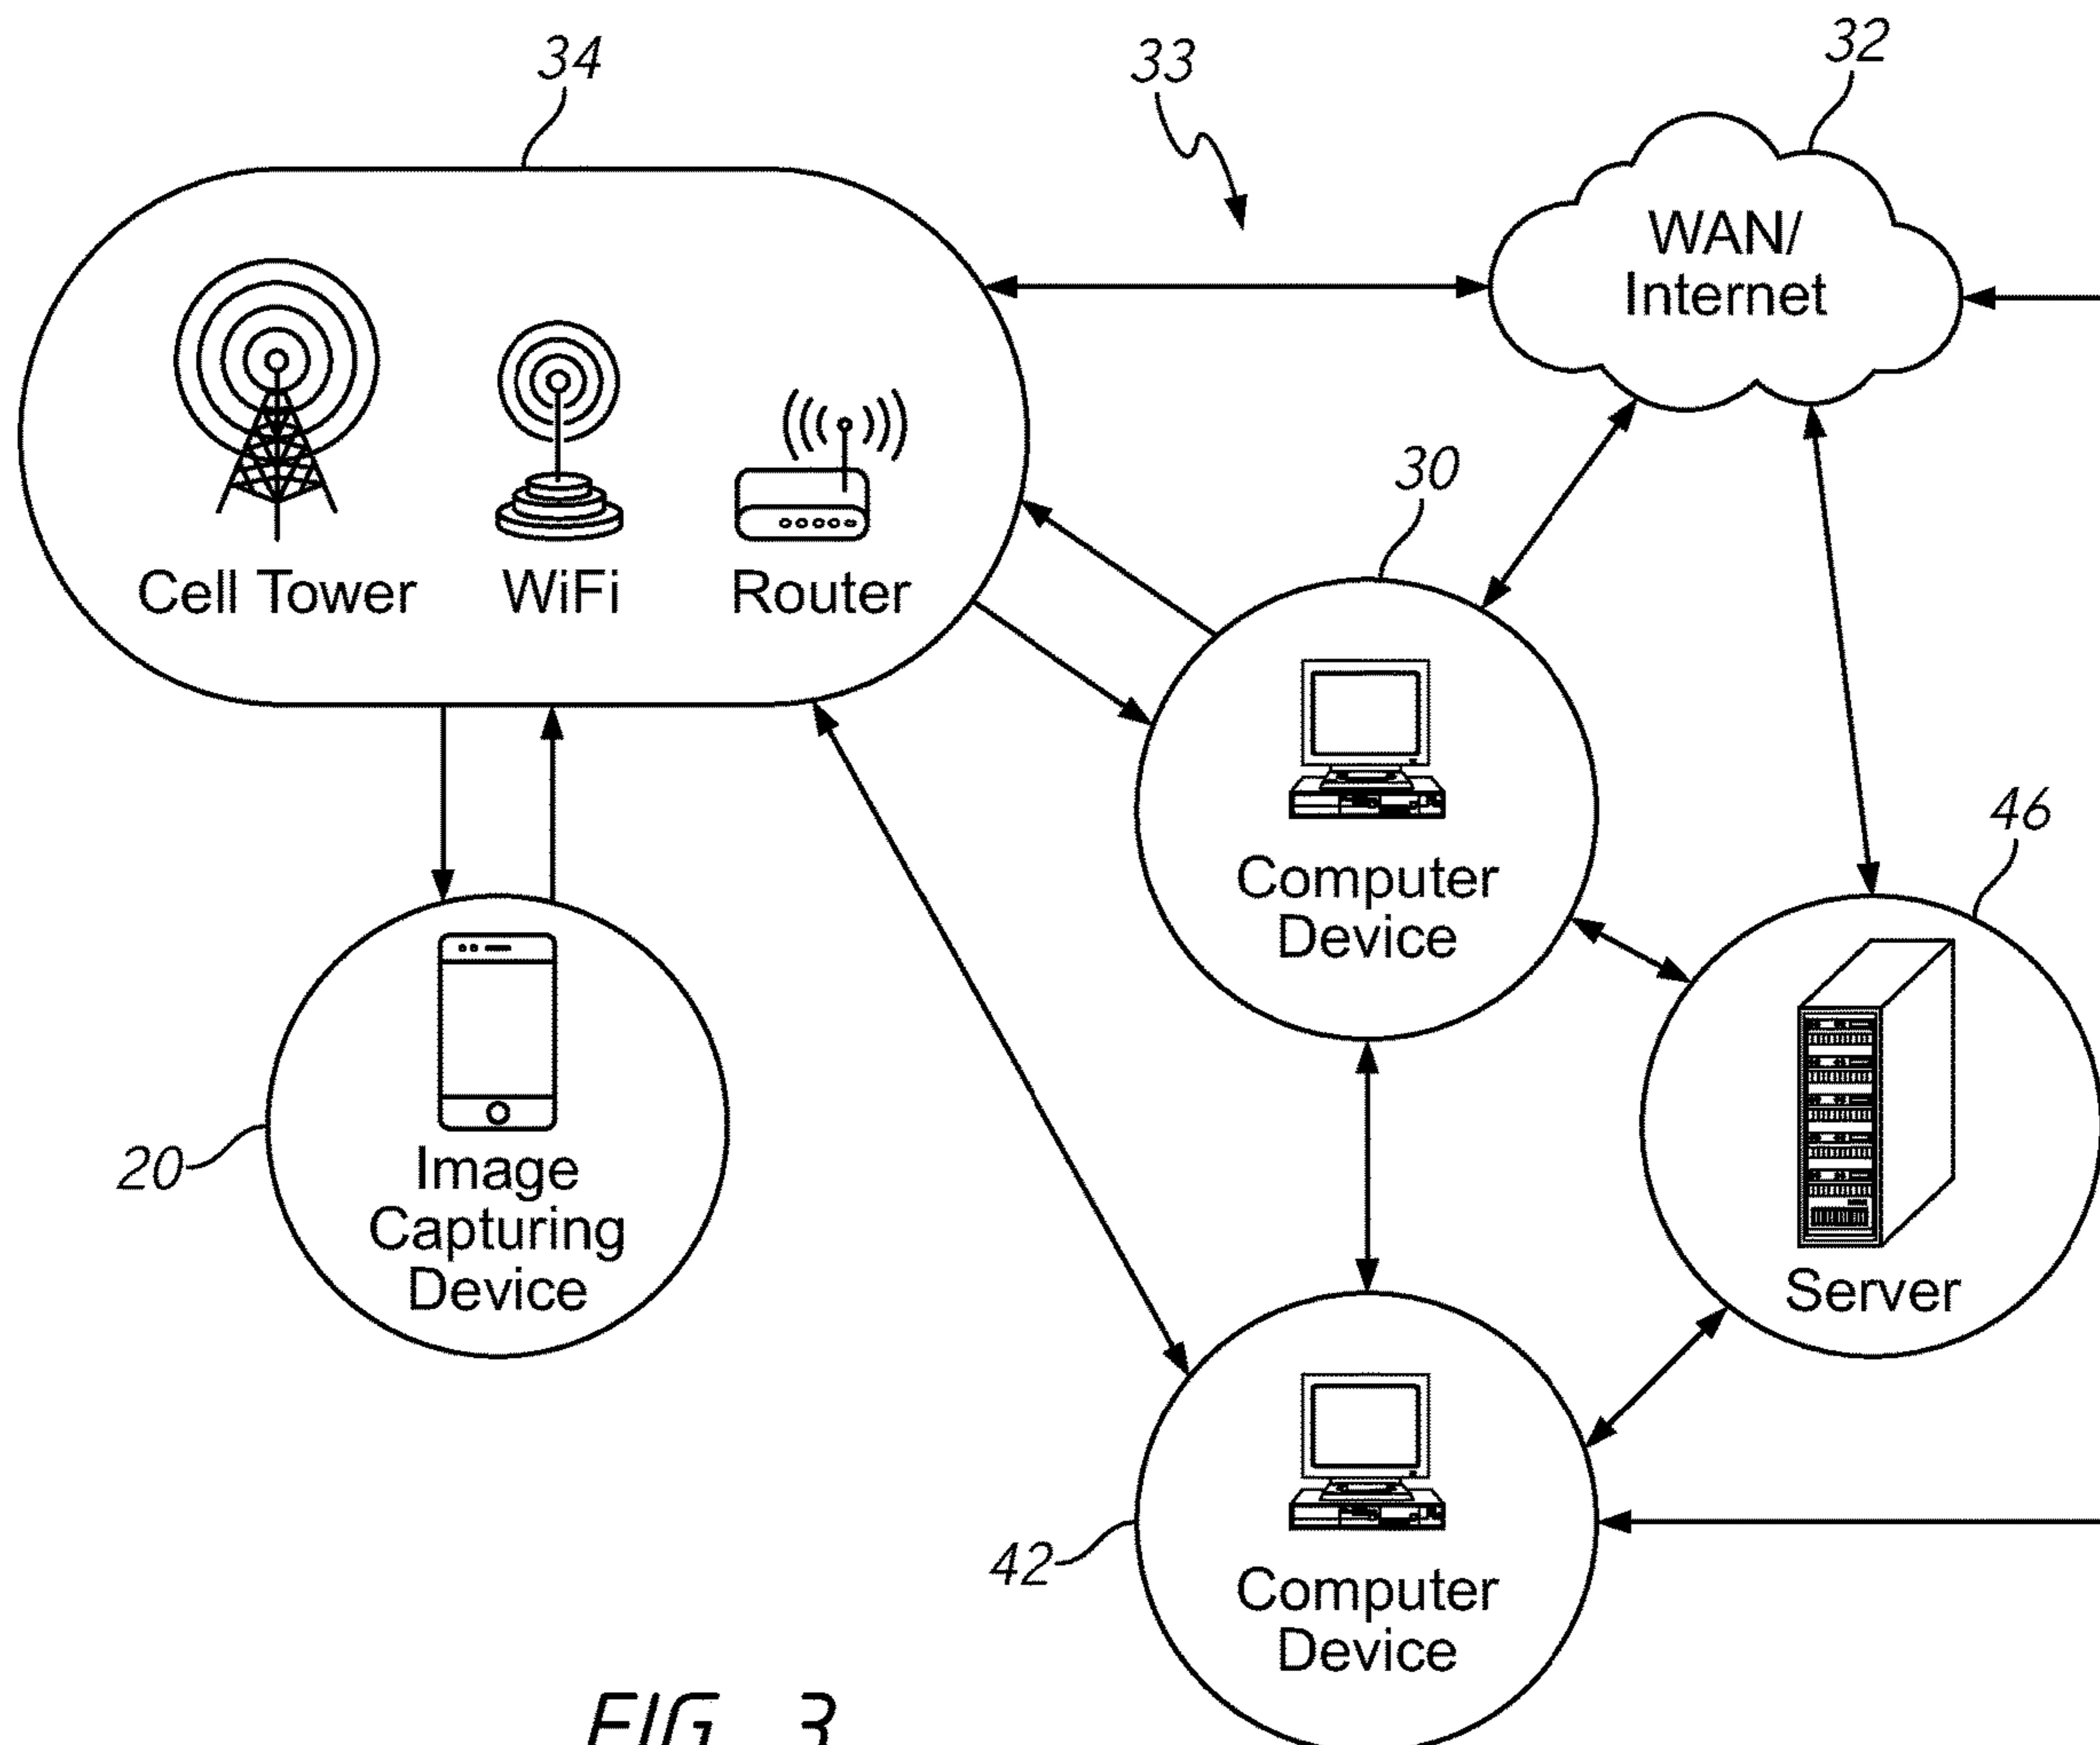 34
33
32
WAN/
Internet
Cell Tower
WiFi
Router
30
Computer
Device
46
Server
20
Image
Capturing
Device
42
Computer
Device
FIG. 3